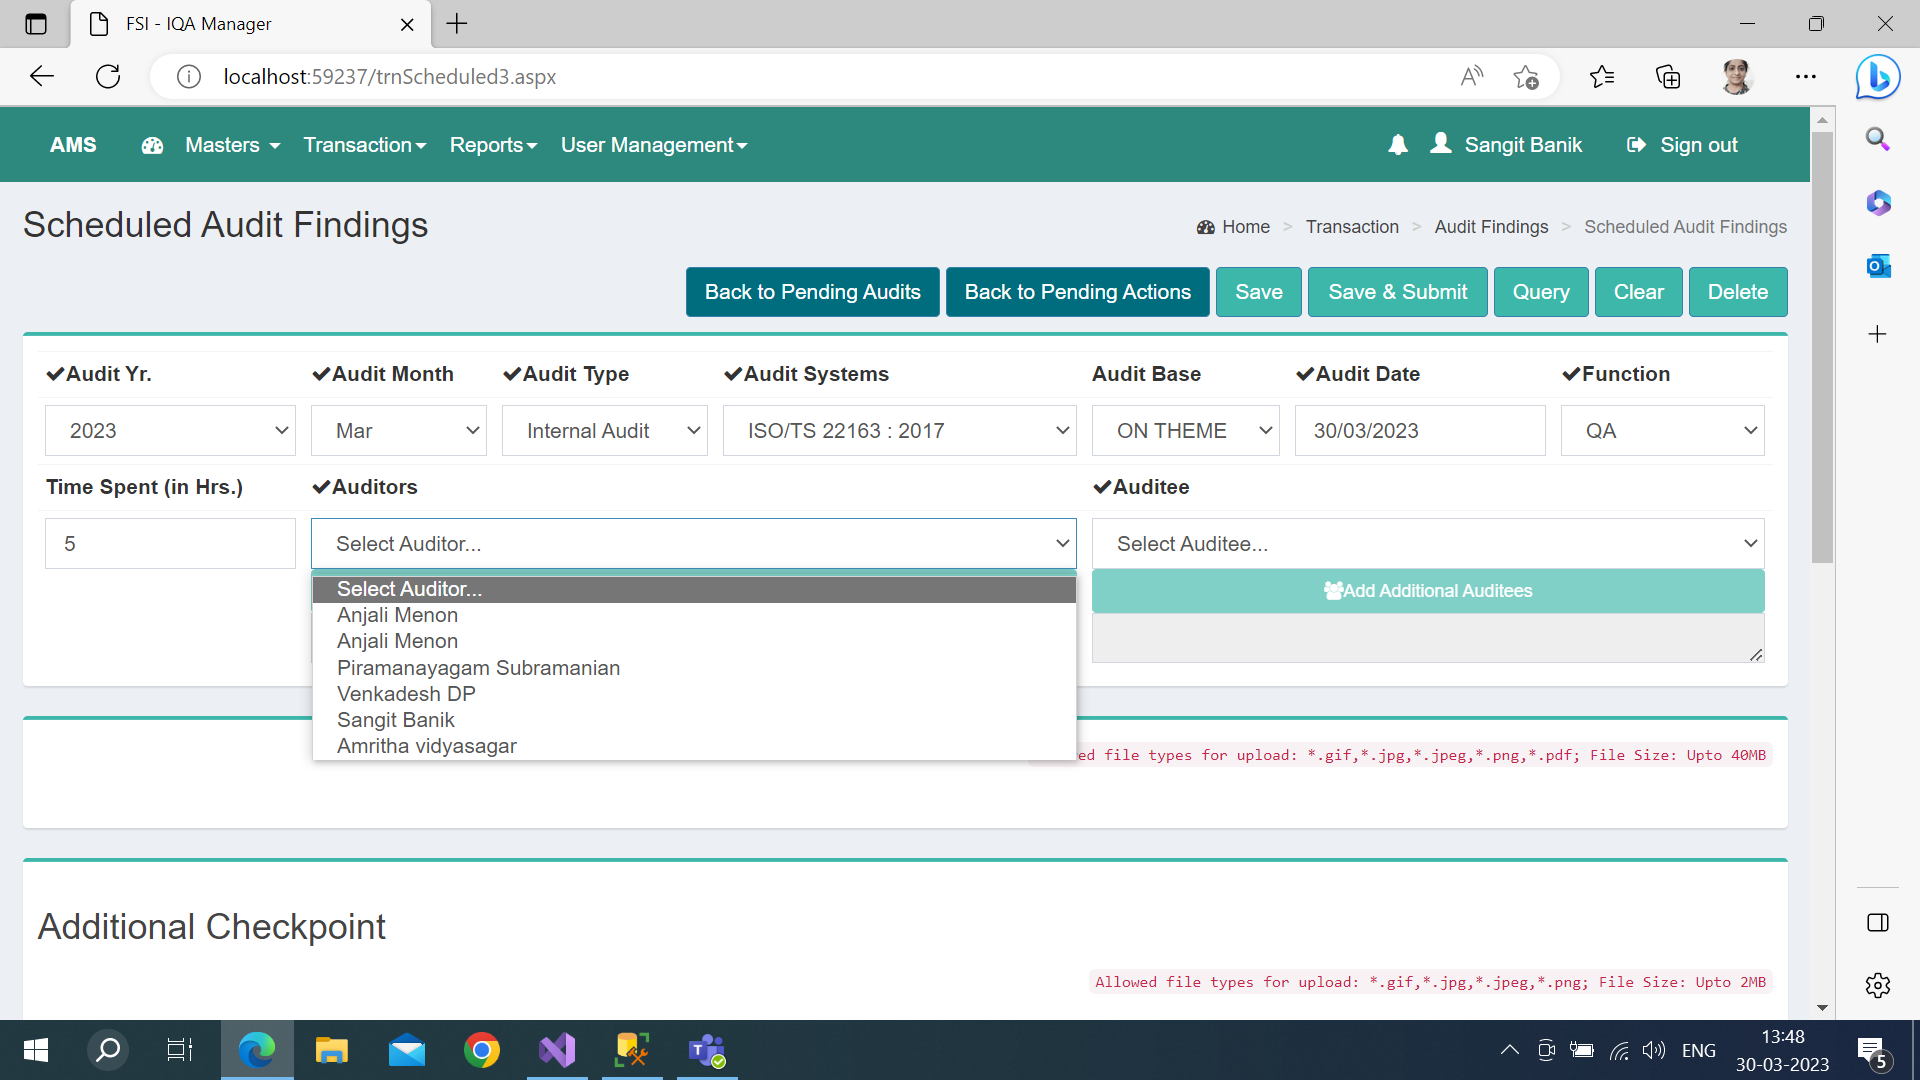 FSI - IQA Manager
localhost:59237/trnScheduled3.aspx
AMS Masters Transaction Reports User Management Sangit Banik Sign out
Scheduled Audit Findings
Home > Transaction > Audit Findings > Scheduled Audit Findings
Back to Pending Audits Back to Pending Actions Save Save & Submit Query Clear Delete
Audit Yr. Audit Month Audit Type Audit Systems Audit Base Audit Date Function
2023 Mar Internal Audit ISO/TS 22163 : 2017 ON THEME 30/03/2023 QA
Time Spent (in Hrs.) Auditors Auditee
5 Select Auditor... Select Auditee...
Select Auditor...
Add Additional Auditees
Anjali Menon
Anjali Menon
Piramanayagam Subramanian
Venkadesh DP
Sangit Banik
Amritha vidyasagar
ed file types for upload: *.gif,*.jpg,*.jpeg,*.png,*.pdf; File Size: Upto 40MB
Additional Checkpoint
Allowed file types for upload: *.gif,*.jpg,*.jpeg,*.png; File Size: Upto 2MB
ENG
13:48
30-03-2023
5